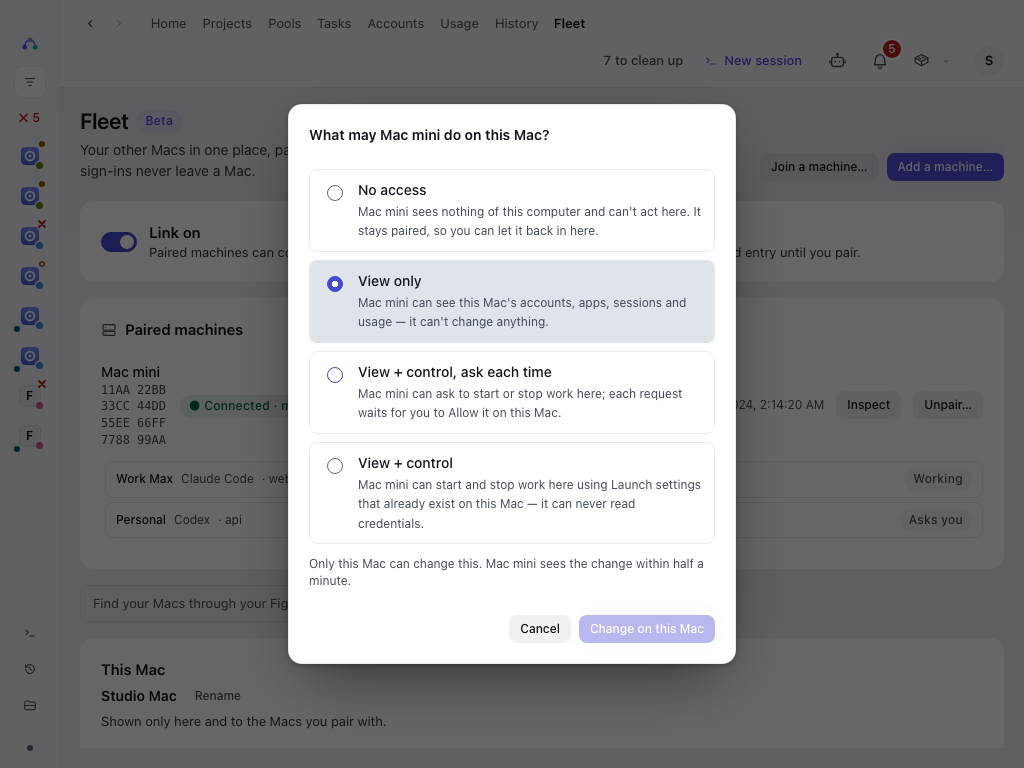 Home Projects Pools Tasks Accounts Usage History Fleet
7 to clean up New session 5 S
5
Fleet Beta
Your other Macs in one place, pa
sign-ins never leave a Mac.
Join a machine... Add a machine...
Link on
Paired machines can d entry until you pair.
Paired machines
Mac mini
11AA 22BB
33CC 44DD
55EE 66FF
7788 99AA
Connected · 2:14:20 AM Inspect Unpair...
Work Max Claude Code Working
Personal Codex · api Asks you
Find your Macs through your
This Mac
Studio Mac Rename
Shown only here and to the Macs you pair with.
F
F
What may Mac mini do on this Mac?
No access
Mac mini sees nothing of this computer and can't act here. It
stays paired, so you can let it back in here.
View only
Mac mini can see this Mac's accounts, apps, sessions and
usage — it can't change anything.
View + control, ask each time
Mac mini can ask to start or stop work here; each request
waits for you to Allow it on this Mac.
View + control
Mac mini can start and stop work here using Launch settings
that already exist on this Mac — it can never read
credentials.
Only this Mac can change this. Mac mini sees the change within half a
minute.
Cancel Change on this Mac